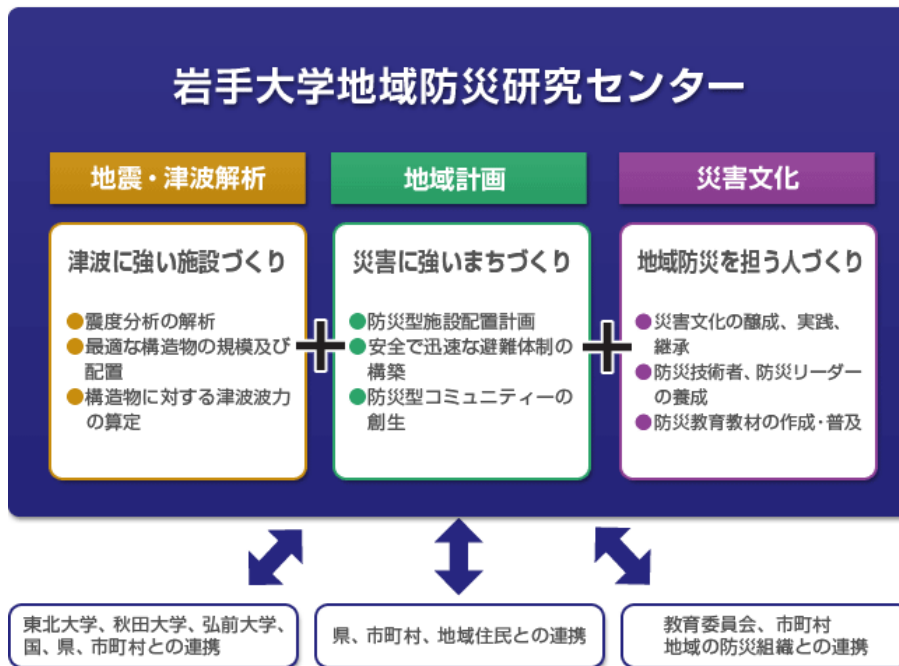 岩手大学地域防災研究センター
地震・津波解析
津波に強い施設づくり
●震度分析の解析
●最適な構造物の規模及び
配置
●構造物に対する津波波力
の算定
地域計画
災害に強いまちづくり
●防災型施設配置計画
●安全で迅速な避難体制の
構築
●防災型コミュニティーの
創生
災害文化
地域防災を担う人づくり
●災害文化の醸成、実践、
継承
●防災技術者、防災リーダー
の養成
●防災教育教材の作成・普及
東北大学、秋田大学、弘前大学、
国、県、市町村との連携
県、市町村、地域住民との連携
教育委員会、市町村
地域の防災組織との連携